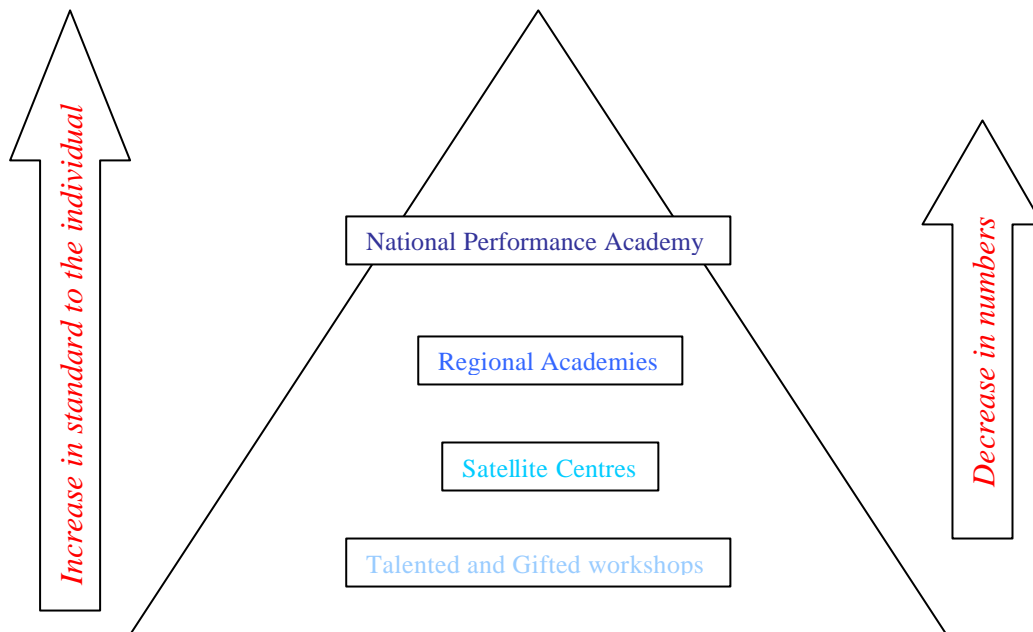 Increase in standard to the individual
National Performance Academy
Regional Academies
Satellite Centres
Talented and Gifted workshops
Decrease in numbers